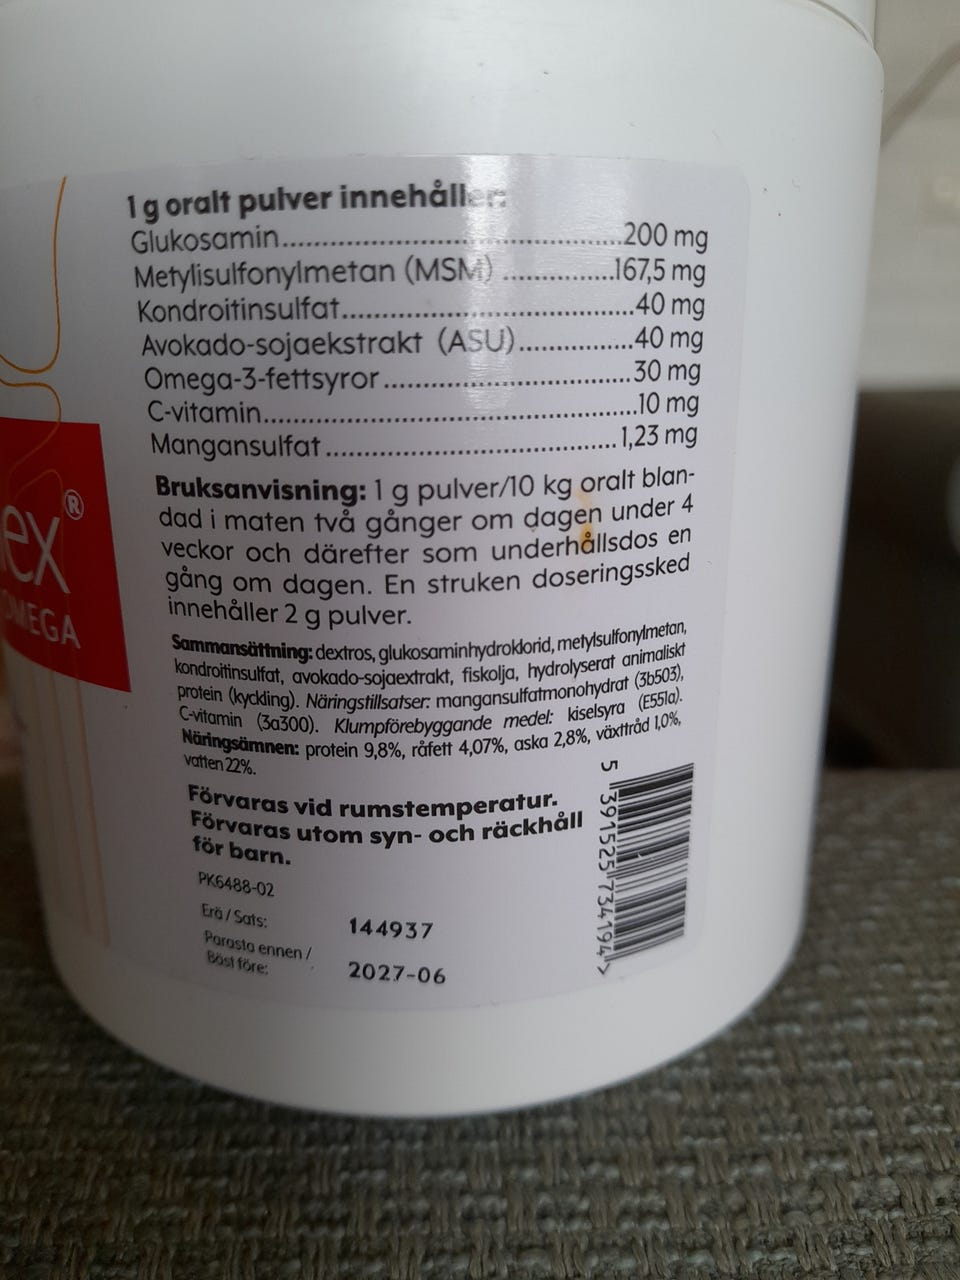 1 g oralt pulver innehåller:
Glukosamin..........200 mg
Metylisulfonylmetan (MSM) ..........167,5 mg
Kondroitinsulfat..........40 mg
Avokado-sojaekstrakt (ASU)..........40 mg
Omega-3-fettsyror..........30 mg
C-vitamin..........10 mg
Mangansulfat..........1,23 mg
Bruksanvisning: 1 g pulver/10 kg oralt blan-
dad i maten två gånger om dagen under 4
veckor och därefter som underhållsdos en
gång om dagen. En struken doseringssked
innehåller 2 g pulver.
Sammansättning: dextros, glukosaminhydroklorid, metylsulfonylmetan,
kondroitinsulfat, avokado-sojaextrakt, fiskolja, hydrolyserat animaliskt
protein (kyckling). Näringstillsatser: mangansulfatmonohydrat (3b503),
C-vitamin (3a300). Klumpförebyggande medel: kiselsyra (E551a).
Näringsämnen: protein 9,8%, råfett 4,07%, aska 2,8%, växttråd 1,0%,
vatten 22%.
Förvaras vid rumstemperatur.
Förvaras utom syn- och räckhåll
för barn.
PK6488-02
Erä / Sats: 144937
Parasta ennen /
Bäst före: 2027-06
5 391525 734194 >
ex®
OMEGA